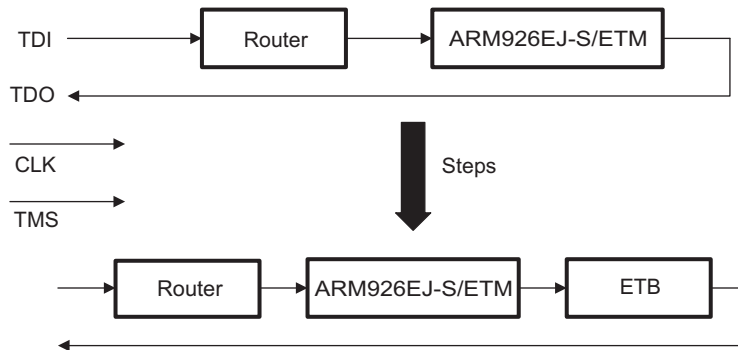 TDI
Router
ARM926EJ-S/ETM
TDO
CLK
Steps
TMS
Router
ARM926EJ-S/ETM
ETB